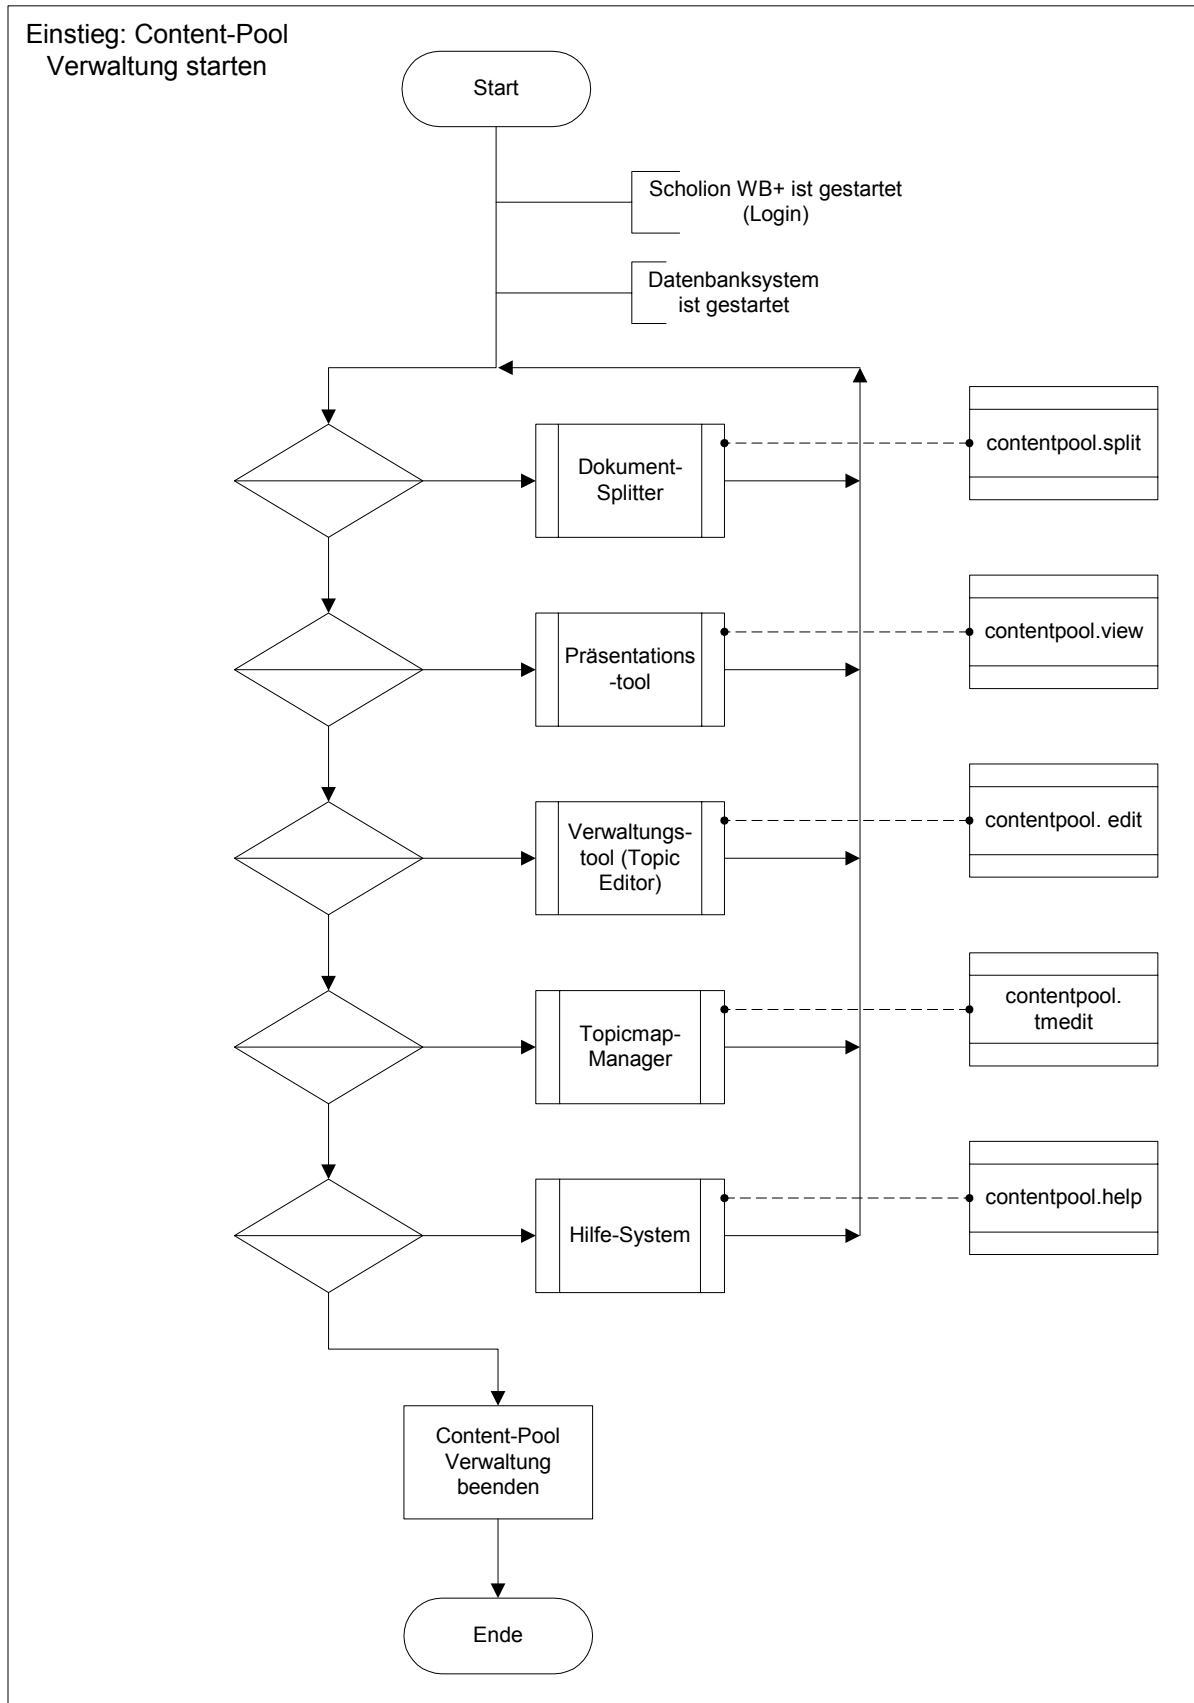 Einstieg: Content-Pool
Verwaltung starten
Start
Scholion WB+ ist gestartet
(Login)
Datenbanksystem
ist gestartet
Dokument-
Splitter
contentpool.split
Präsentations
-tool
contentpool.view
Verwaltungs-
tool (Topic
Editor)
contentpool. edit
Topicmap-
Manager
contentpool.
tmedit
Hilfe-System
contentpool.help
Content-Pool
Verwaltung
beenden
Ende